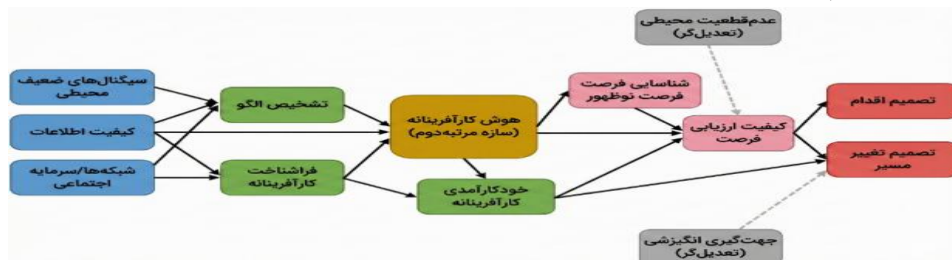 عدم‌قطعیت محیطی
(تعدیل‌گر)
سیگنال‌های ضعیف
محیطی
کیفیت اطلاعات
شبکه‌ها/سرمایه
اجتماعی
تشخیص الگو
فراشناخت
کارآفرینانه
هوش کارآفرینانه
(سازه مرتبه‌دوم)
خودکارآمدی
کارآفرینانه
شناسایی فرصت
فرصت نوظهور
کیفیت ارزیابی
فرصت
تصمیم اقدام
تصمیم تغییر
مسیر
جهت‌گیری انگیزشی
(تعدیل‌گر)